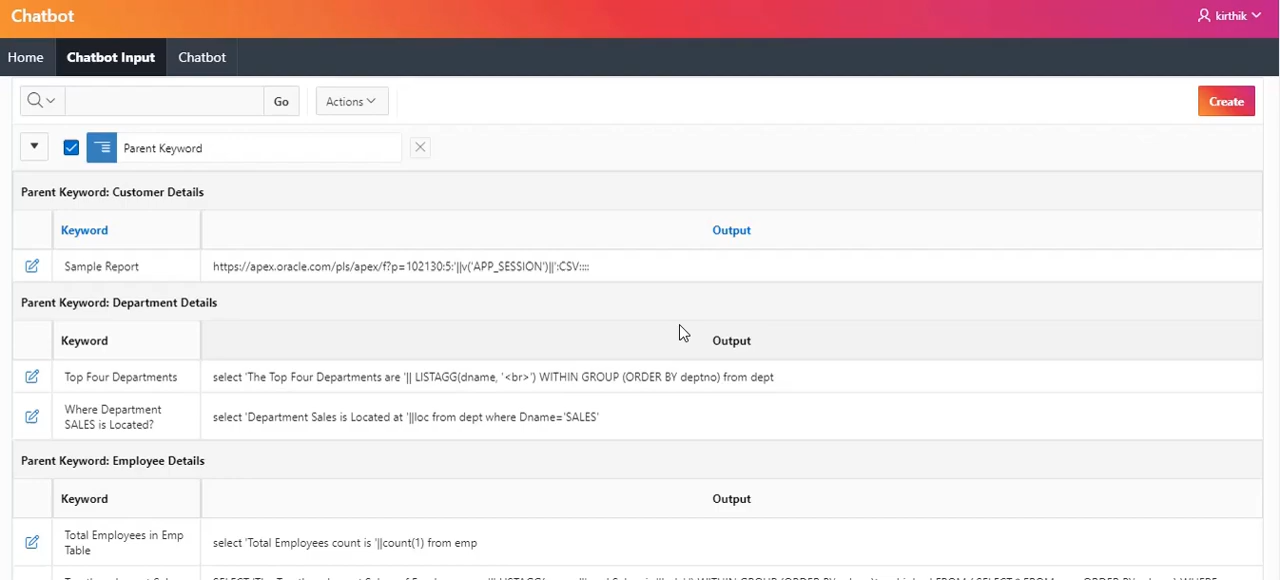 Chatbot
kirthik
Home
Chatbot Input
Chatbot
Go
Actions
Create
Parent Keyword
Parent Keyword: Customer Details
Keyword
Output
Sample Report
https://apex.oracle.com/pls/apex/f?p=102130:5:'||v('APP_SESSION')||':CSV::::
Parent Keyword: Department Details
Keyword
Output
Top Four Departments
select 'The Top Four Departments are '|| LISTAGG(dname, '<br>') WITHIN GROUP (ORDER BY deptno) from dept
Where Department
SALES is Located?
select 'Department Sales is Located at '||loc from dept where Dname='SALES'
Parent Keyword: Employee Details
Keyword
Output
Total Employees in Emp
Table
select 'Total Employees count is '||count(1) from emp